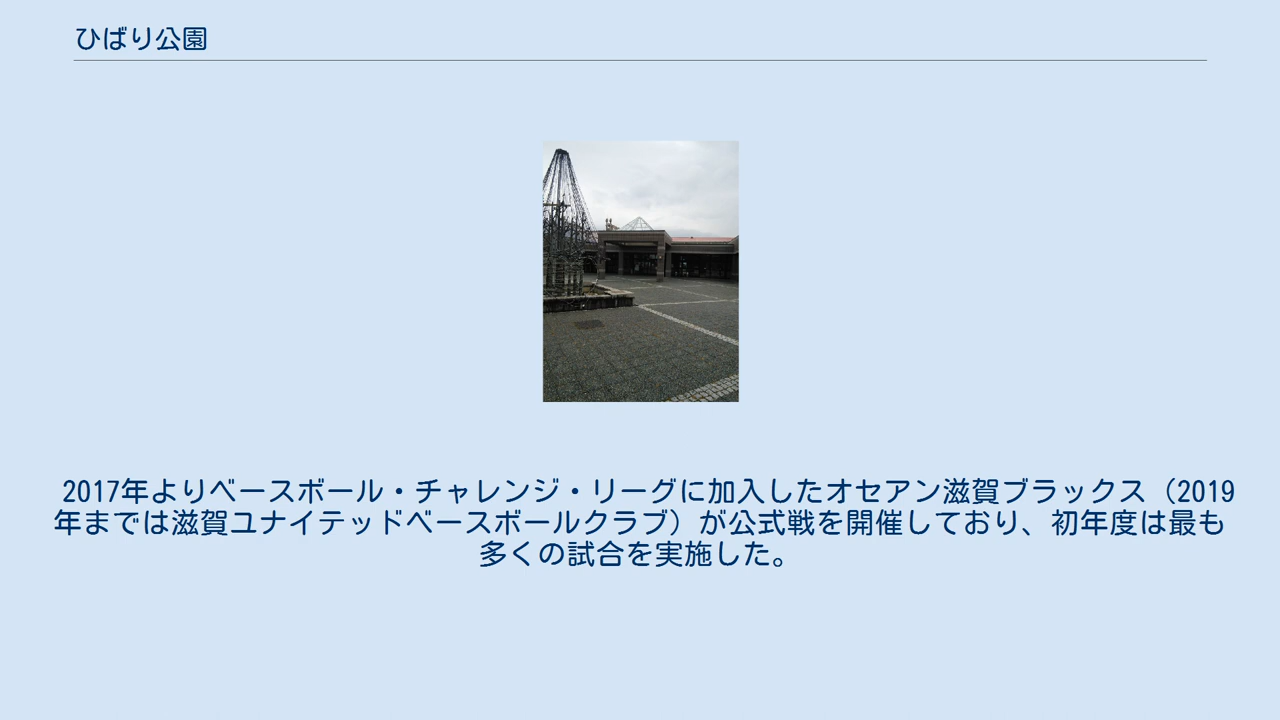 ひばり公園
2017年よりベースボール・チャレンジ・リーグに加入したオセアン滋賀ブラックス（2019
年までは滋賀ユナイテッドベースボールクラブ）が公式戦を開催しており、初年度は最も
多くの試合を実施した。